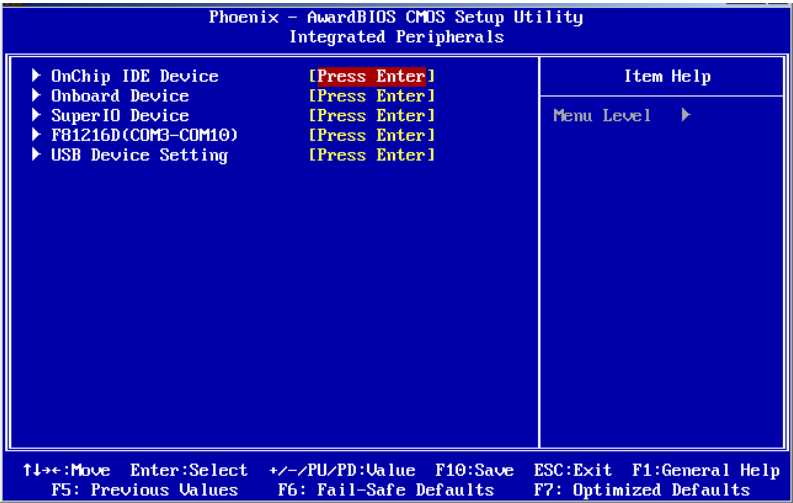 Phoenix - AwardBIOS CMOS Setup Utility
Integrated Peripherals
▶ OnChip IDE Device [Press Enter]
▶ Onboard Device [Press Enter]
▶ SuperIO Device [Press Enter]
▶ F81216D(COM3-COM10) [Press Enter]
▶ USB Device Setting [Press Enter]
Item Help
Menu Level ▶
↑↓→←:Move Enter:Select +/-/PU/PD:Value F10:Save ESC:Exit F1:General Help
F5: Previous Values F6: Fail-Safe Defaults F7: Optimized Defaults